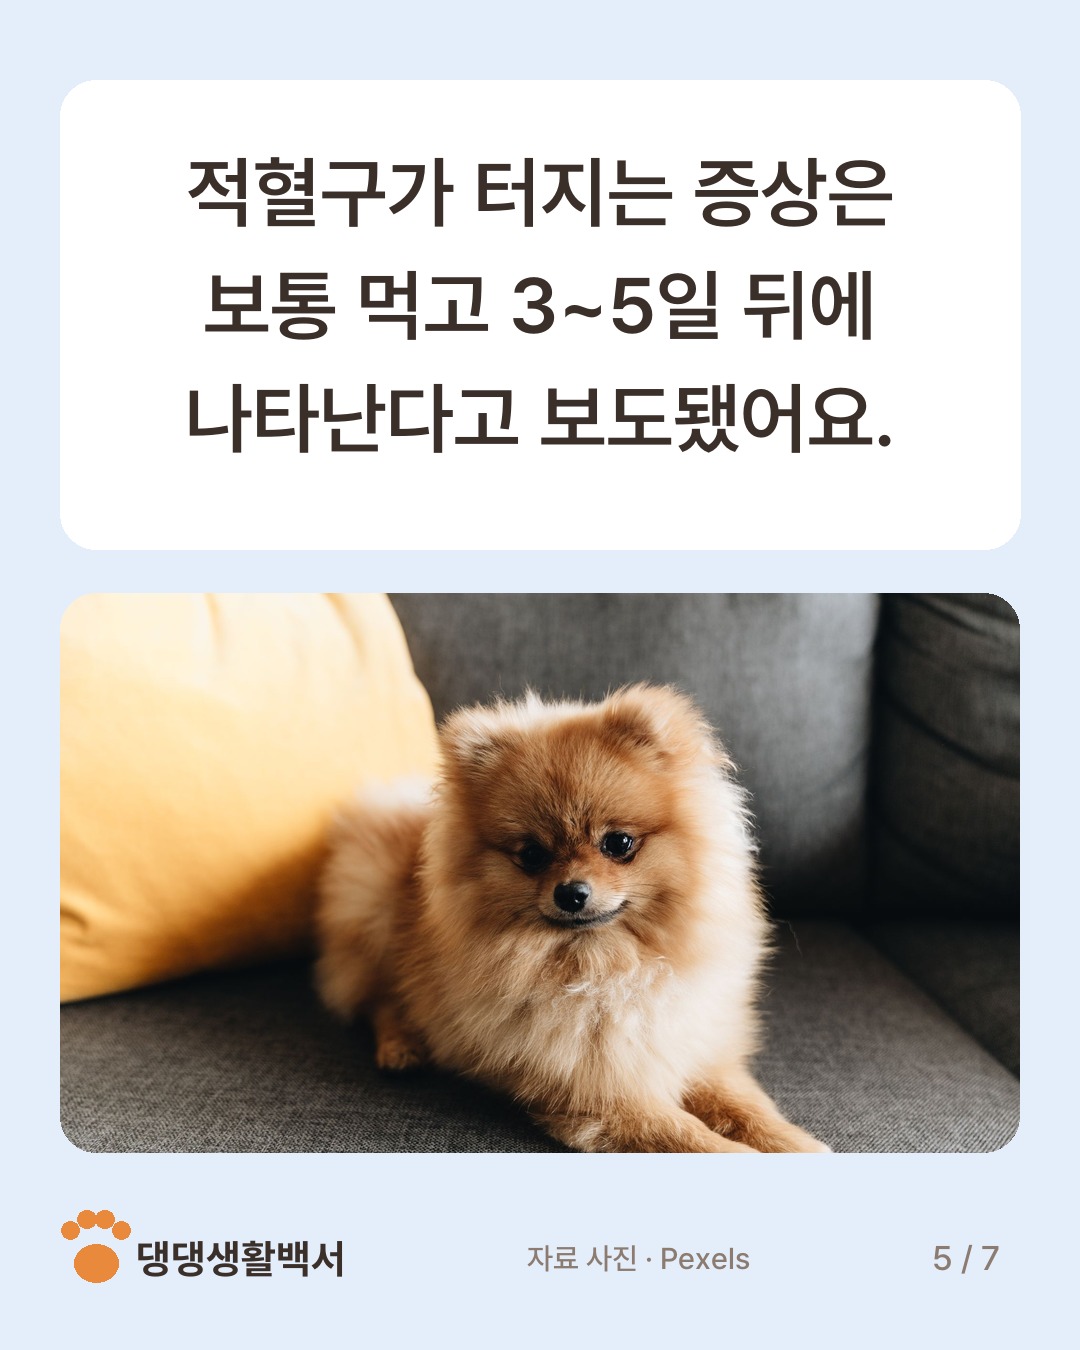 적혈구가 터지는 증상은
보통 먹고 3~5일 뒤에
나타난다고 보도됐어요.
댕댕생활백서
자료 사진 · Pexels
5 / 7